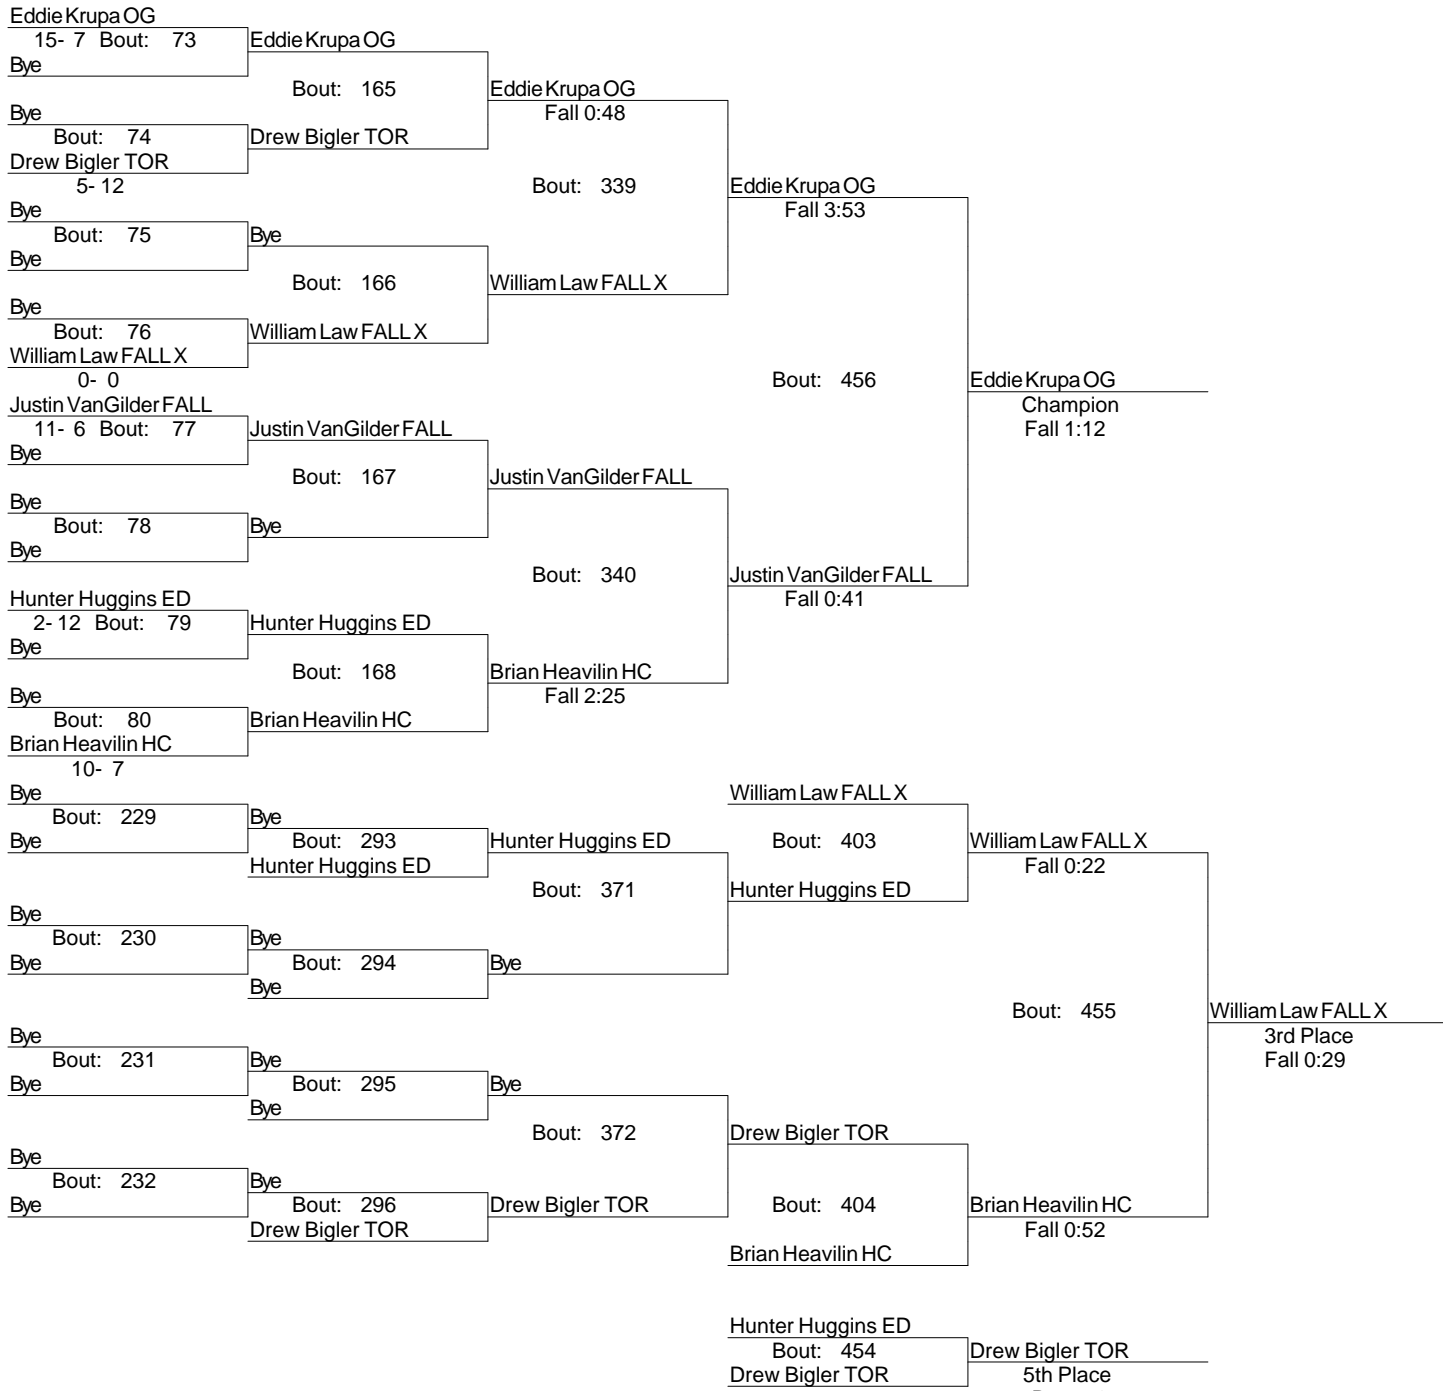 Eddie Krupa OG
15- 7 Bout: 73
Bye
Eddie Krupa OG
Bout: 165
Bye
Bout: 74
Drew Bigler TOR
5- 12
Drew Bigler TOR
Eddie Krupa OG
Fall 0:48
Bout: 339
Bye
Bout: 75
Bye
Bye
Bout: 166
Bye
Bout: 76
William Law FALL X
0- 0
William Law FALL X
William Law FALL X
Eddie Krupa OG
Fall 3:53
Bout: 456
Justin VanGilder FALL
11- 6 Bout: 77
Bye
Justin VanGilder FALL
Bout: 167
Bye
Bout: 78
Bye
Bye
Justin VanGilder FALL
Bout: 340
Hunter Huggins ED
2- 12 Bout: 79
Bye
Hunter Huggins ED
Bout: 168
Bye
Bout: 80
Brian Heavilin HC
10- 7
Brian Heavilin HC
Brian Heavilin HC
Fall 2:25
Justin VanGilder FALL
Fall 0:41
Eddie Krupa OG
Champion
Fall 1:12
Bye
Bout: 229
Bye
Bye
Bout: 293
Hunter Huggins ED
Hunter Huggins ED
Bout: 371
Bye
Bout: 230
Bye
Bye
Bout: 294
Bye
Bye
William Law FALL X
Bout: 403
Hunter Huggins ED
William Law FALL X
Fall 0:22
Bout: 455
Bye
Bout: 231
Bye
Bye
Bout: 295
Bye
Bye
Bout: 372
Bye
Bout: 232
Bye
Bye
Bout: 296
Drew Bigler TOR
Drew Bigler TOR
Drew Bigler TOR
Bout: 404
Brian Heavilin HC
Brian Heavilin HC
Fall 0:52
William Law FALL X
3rd Place
Fall 0:29
Hunter Huggins ED
Bout: 454
Drew Bigler TOR
Drew Bigler TOR
5th Place